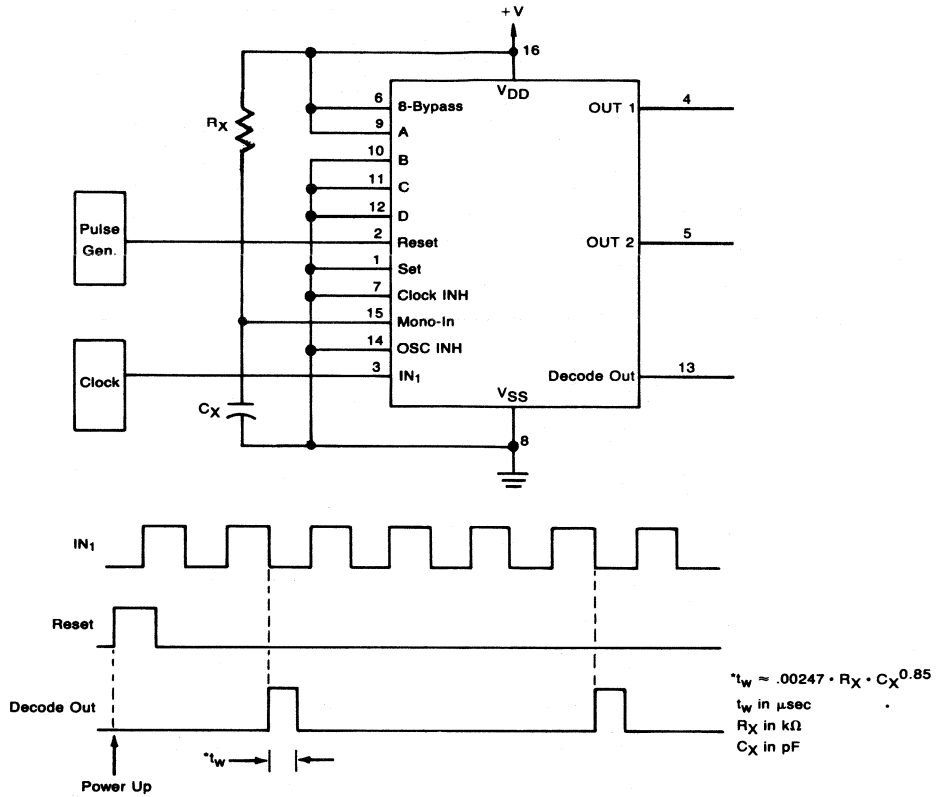 +V
16
VDD
6 8-Bypass
9 A
10 B
11 C
12 D
2 Reset
1 Set
7 Clock INH
15 Mono-In
14 OSC INH
3 IN1
OUT 1 4
OUT 2 5
Decode Out 13
VSS
8
RX
CX
Pulse
Gen.
Clock
IN1
Reset
Decode Out
*tw
Power Up
*tw ≈ .00247 • RX • CX^0.85
tw in μsec
RX in kΩ
CX in pF